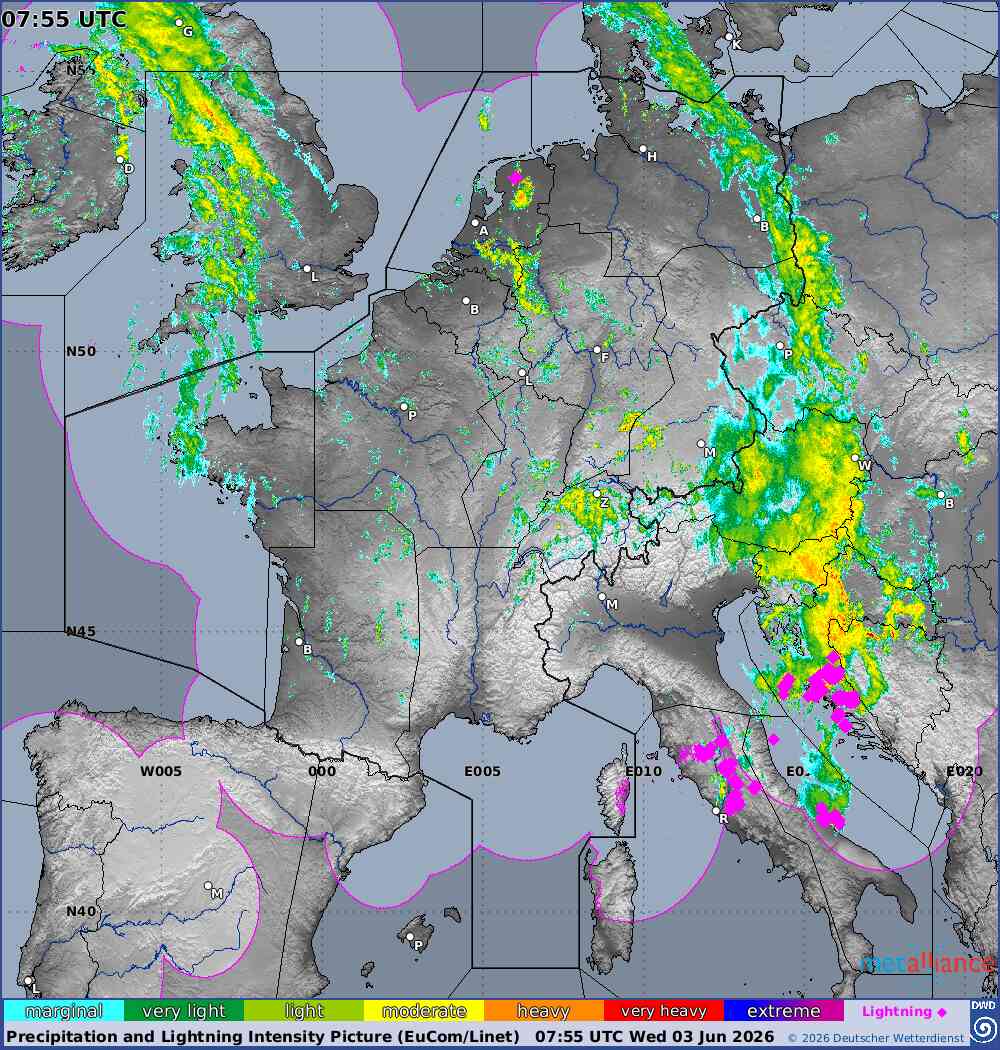 07:55 UTC
G
K
N55
H
D
B
A
L
B
N50
P
F
L
P
M
W
Z
B
M
N45
B
W005
000
E005
E010
E020
R
M
N40
P
L
metalliance
marginal
very light
light
moderate
heavy
very heavy
extreme
Lightning
DWD
Precipitation and Lightning Intensity Picture (EuCom/Linet) 07:55 UTC Wed 03 Jun 2026 © 2026 Deutscher Wetterdienst